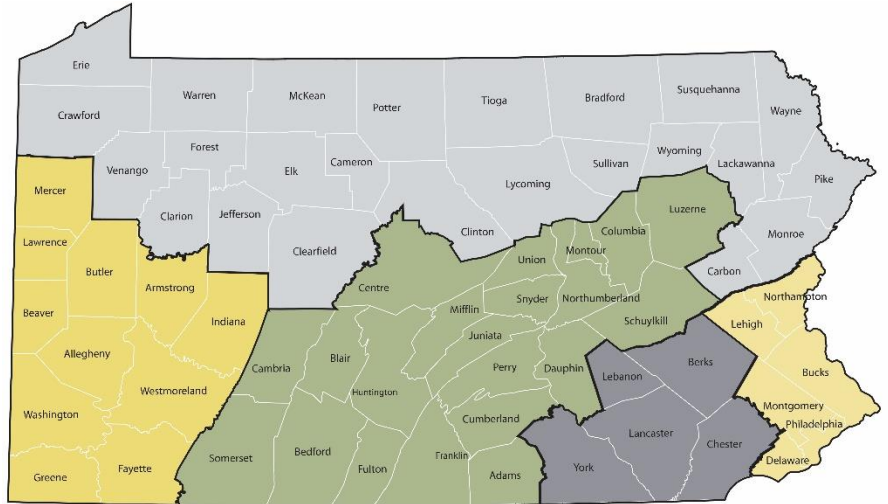 Erie
Crawford
Warren
McKean
Potter
Tioga
Bradford
Susquehanna
Wayne
Venango
Forest
Elk
Cameron
Lycoming
Sullivan
Wyoming
Lackawanna
Pike
Mercer
Clarion
Jefferson
Clearfield
Clinton
Columbia
Luzerne
Monroe
Carbon
Lawrence
Butler
Armstrong
Indiana
Centre
Union
Montour
Northampton
Beaver
Mifflin
Snyder
Northumberland
Schuylkill
Lehigh
Allegheny
Juniata
Westmoreland
Cambria
Blair
Huntington
Perry
Dauphin
Lebanon
Berks
Bucks
Washington
Cumberland
Lancaster
Montgomery
Philadelphia
Greene
Fayette
Somerset
Bedford
Fulton
Franklin
Adams
York
Chester
Delaware